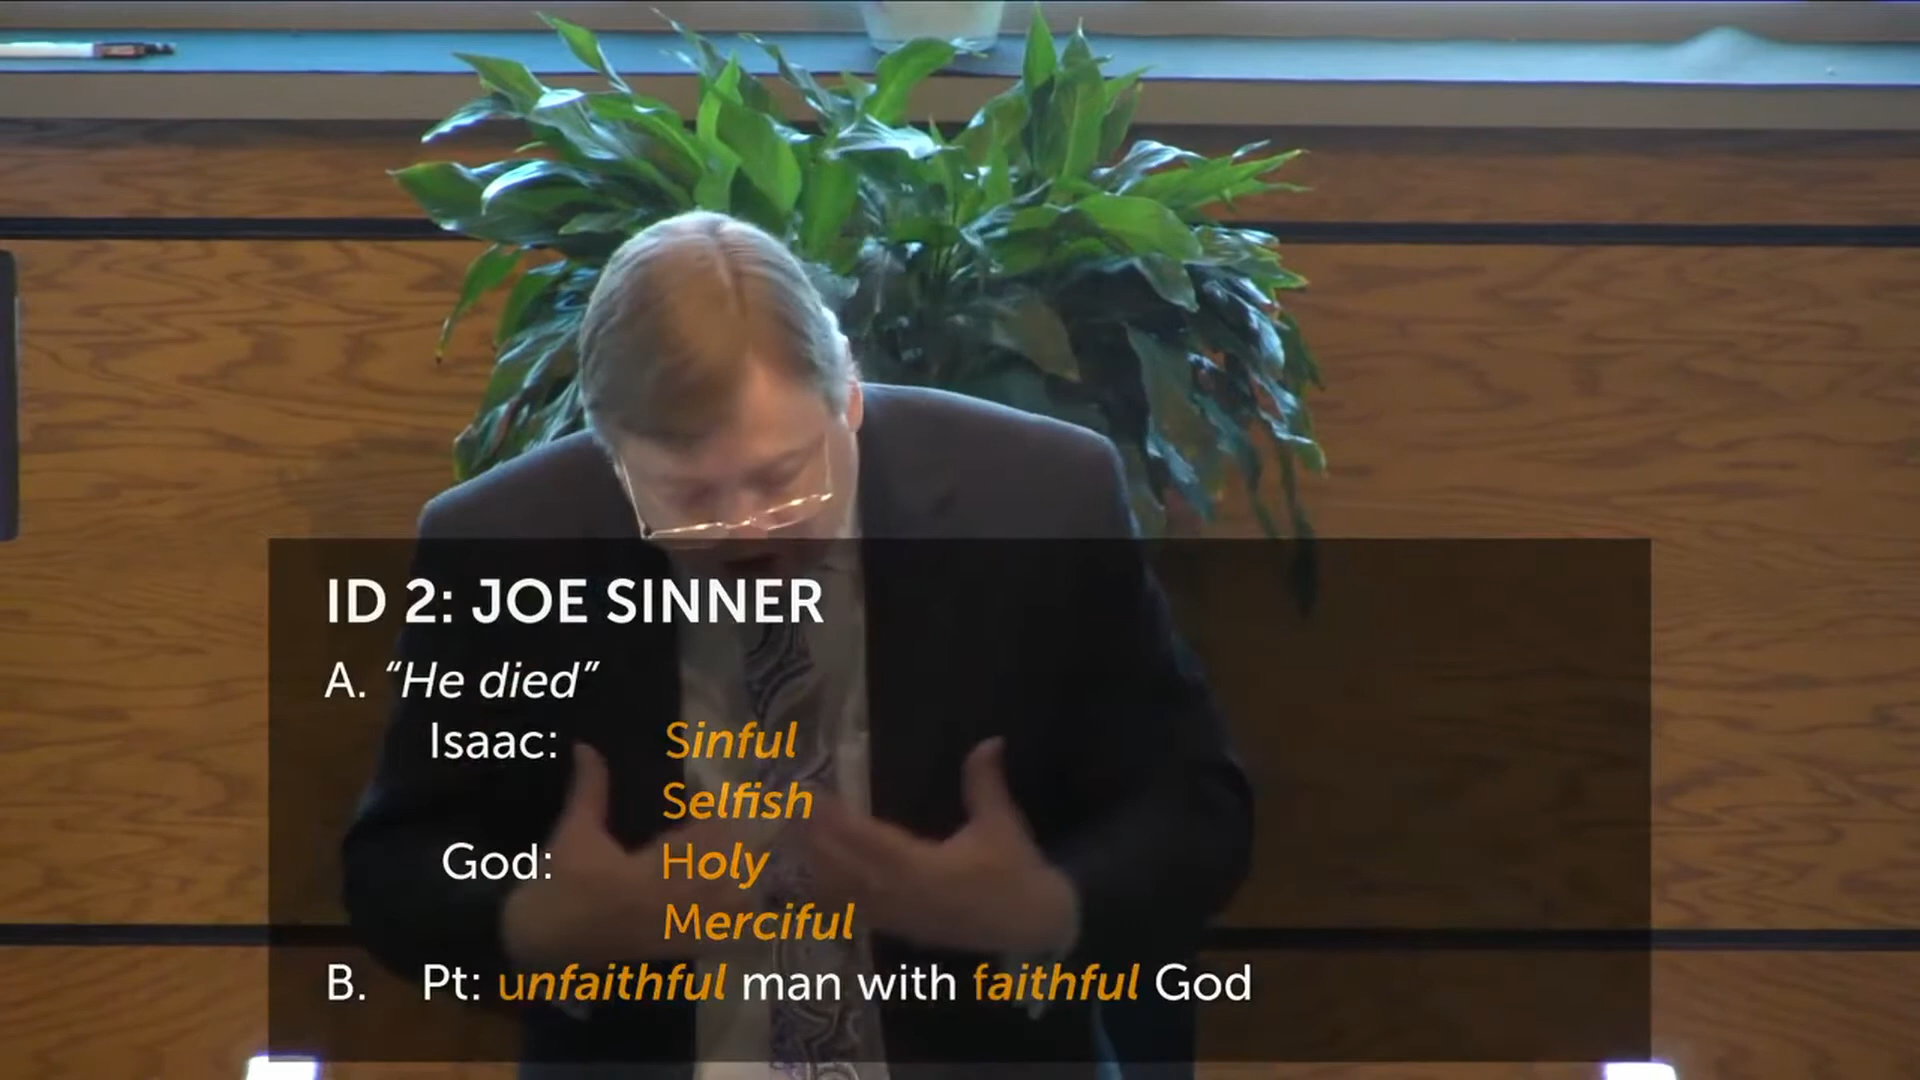 ID 2: JOE SINNER
A. “He died”
Isaac: Sinful
Selfish
God: Holy
Merciful
B. Pt: unfaithful man with faithful God